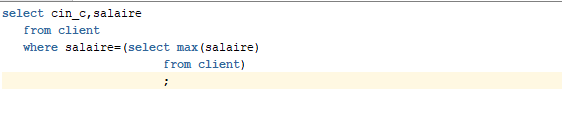 select cin_c,salaire
from client
where salaire=(select max(salaire)
from client)
;